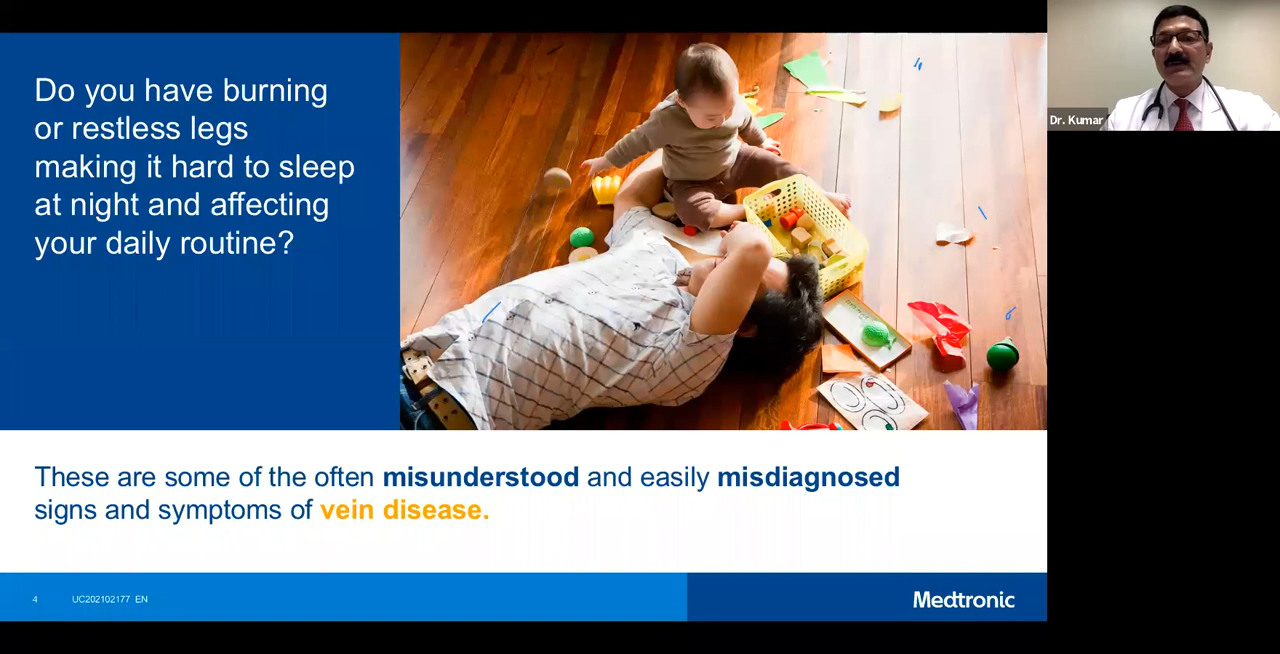 Do you have burning
or restless legs
making it hard to sleep
at night and affecting
your daily routine?
Dr. Kumar
These are some of the often misunderstood and easily misdiagnosed
signs and symptoms of vein disease.
4
UC202102177 EN
Medtronic